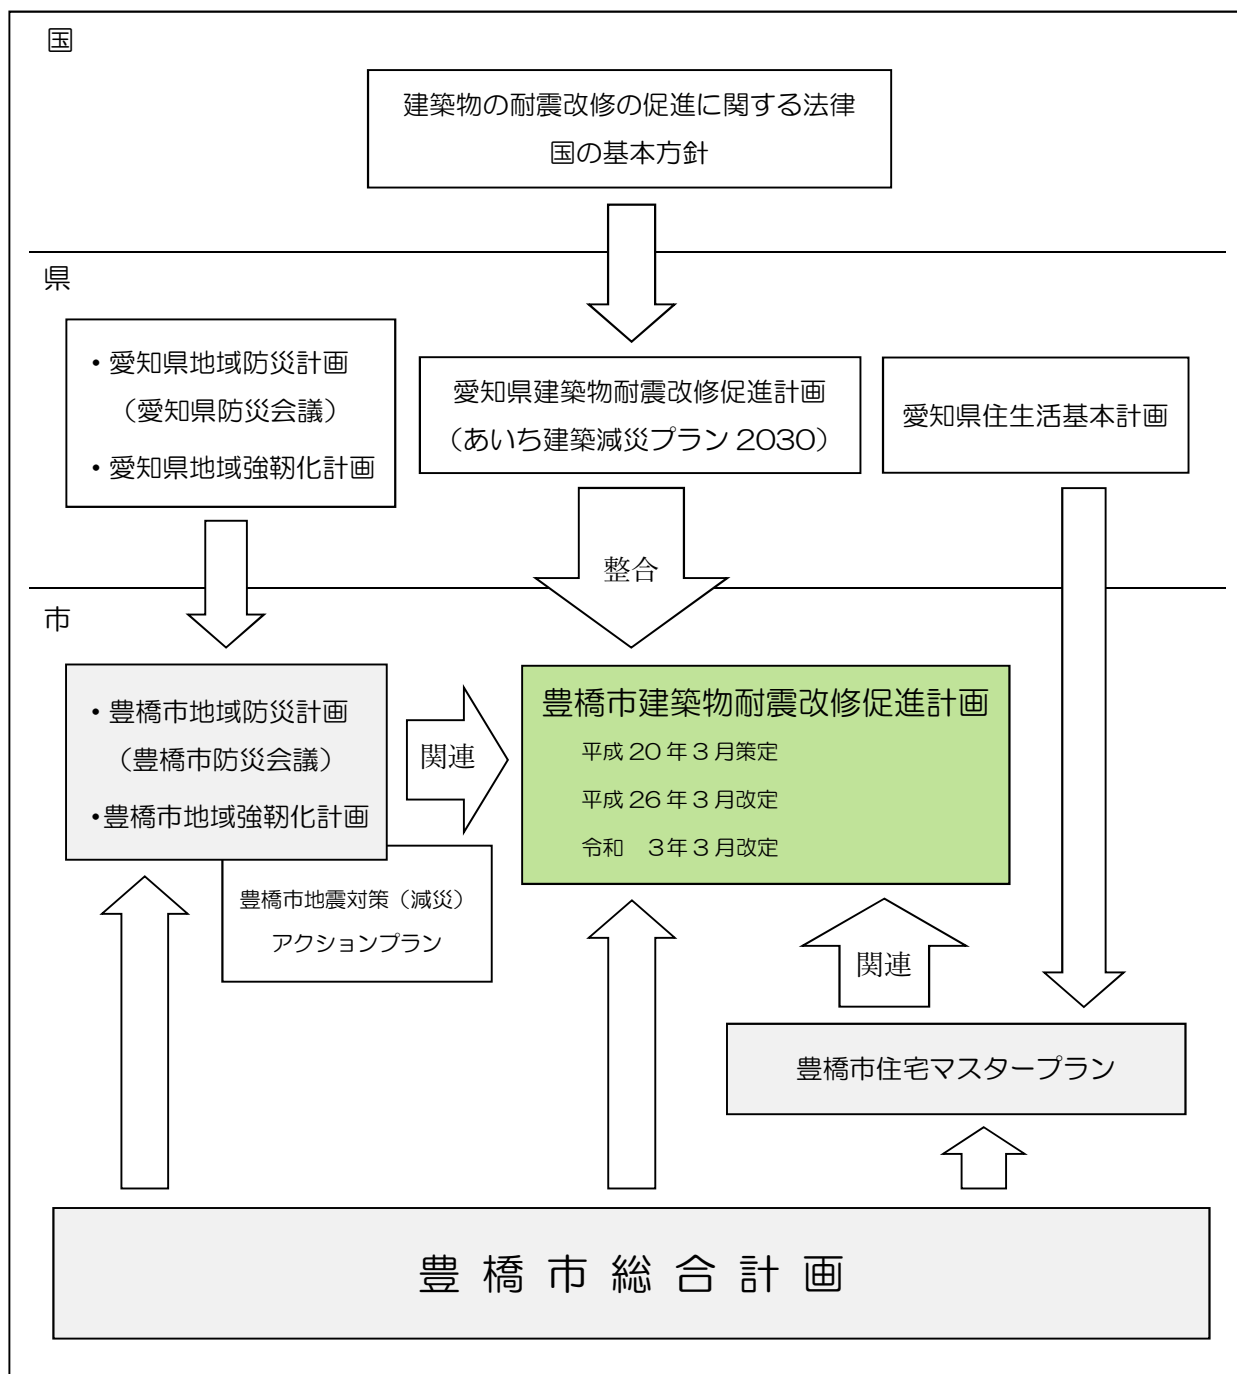 国
建築物の耐震改修の促進に関する法律
国の基本方針
県
・愛知県地域防災計画
（愛知県防災会議）
・愛知県地域強靭化計画
愛知県建築物耐震改修促進計画
（あいち建築減災プラン 2030）
愛知県住生活基本計画
整合
市
・豊橋市地域防災計画
（豊橋市防災会議）
・豊橋市地域強靭化計画
関連
豊橋市建築物耐震改修促進計画
平成 20 年 3 月策定
平成 26 年 3 月改定
令和　3年 3 月改定
豊橋市地震対策（減災）
アクションプラン
関連
豊橋市住宅マスタープラン
豊橋市総合計画